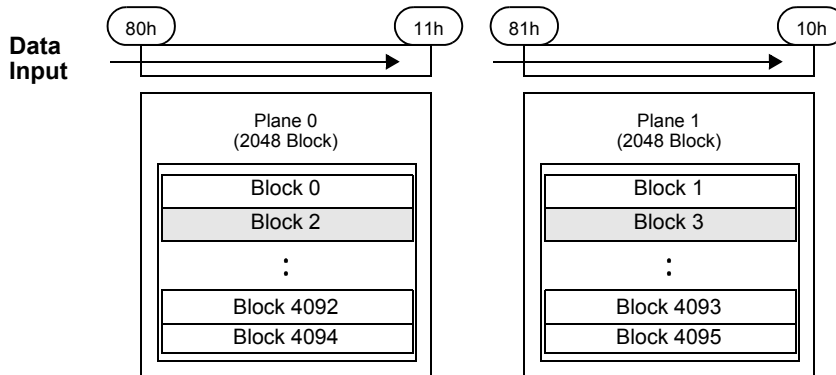 80h 11h 81h 10h
Data
Input
Plane 0
(2048 Block)
Block 0
Block 2
:
Block 4092
Block 4094
Plane 1
(2048 Block)
Block 1
Block 3
:
Block 4093
Block 4095